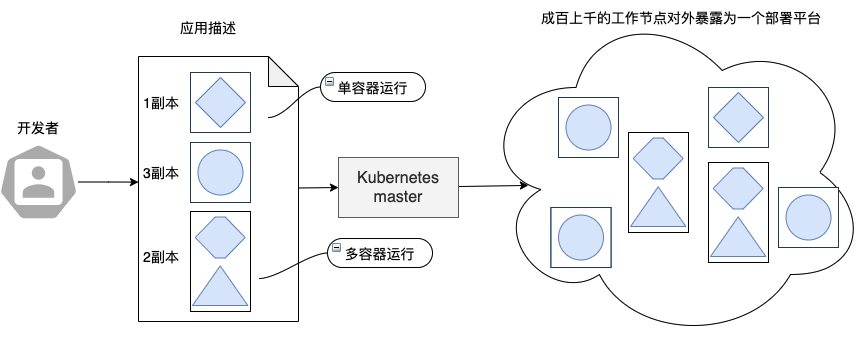 应用描述
成百上千的工作节点对外暴露为一个部署平台
开发者
1副本
单容器运行
3副本
Kubernetes
master
2副本
多容器运行